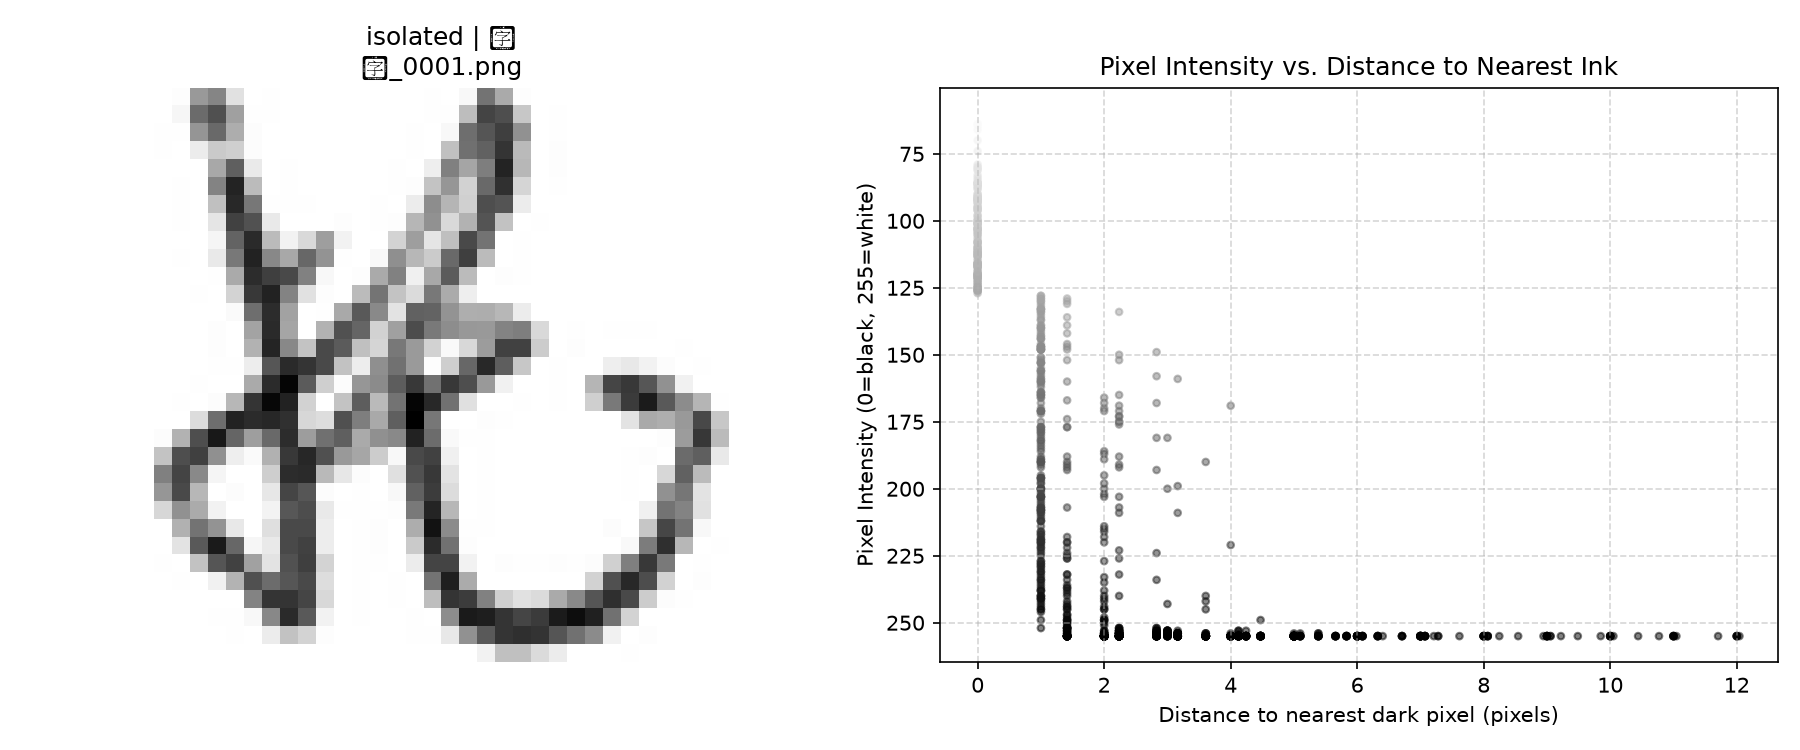 isolated |
_0001.png
Pixel Intensity vs. Distance to Nearest Ink
Pixel Intensity (0=black, 255=white)
75
100
125
150
175
200
225
250
0 2 4 6 8 10 12
Distance to nearest dark pixel (pixels)